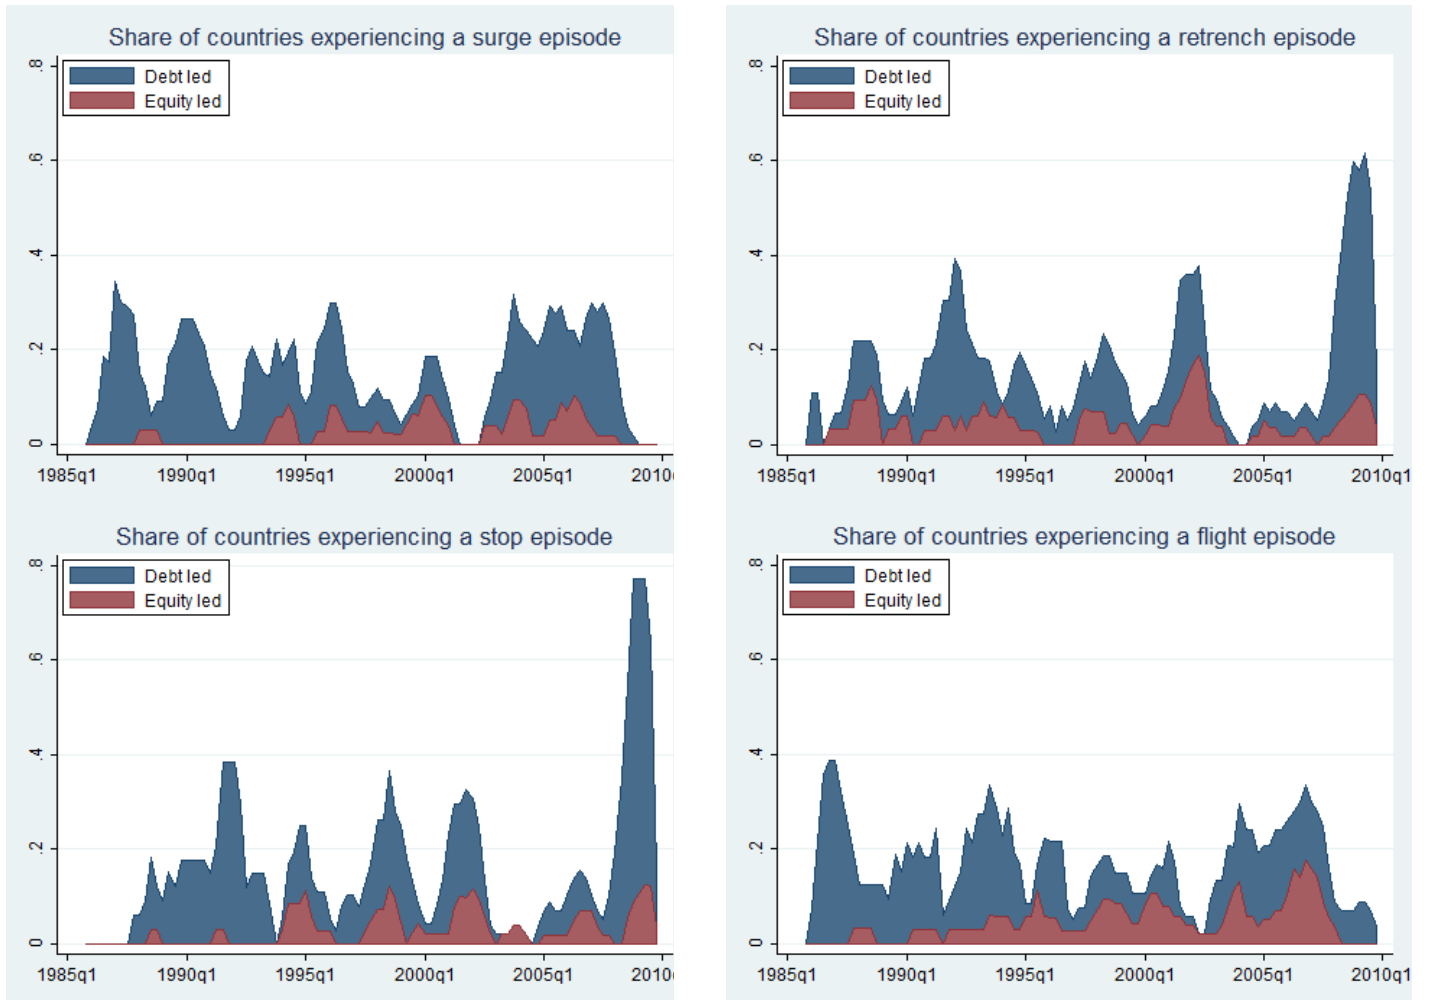 Share of countries experiencing a surge episode
.8
.6
.4
.2
0
Debt led
Equity led
1985q1 1990q1 1995q1 2000q1 2005q1 2010
Share of countries experiencing a retrench episode
.8
.6
.4
.2
0
Debt led
Equity led
1985q1 1990q1 1995q1 2000q1 2005q1 2010q1
Share of countries experiencing a stop episode
.8
.6
.4
.2
0
Debt led
Equity led
1985q1 1990q1 1995q1 2000q1 2005q1 2010
Share of countries experiencing a flight episode
.8
.6
.4
.2
0
Debt led
Equity led
1985q1 1990q1 1995q1 2000q1 2005q1 2010q1